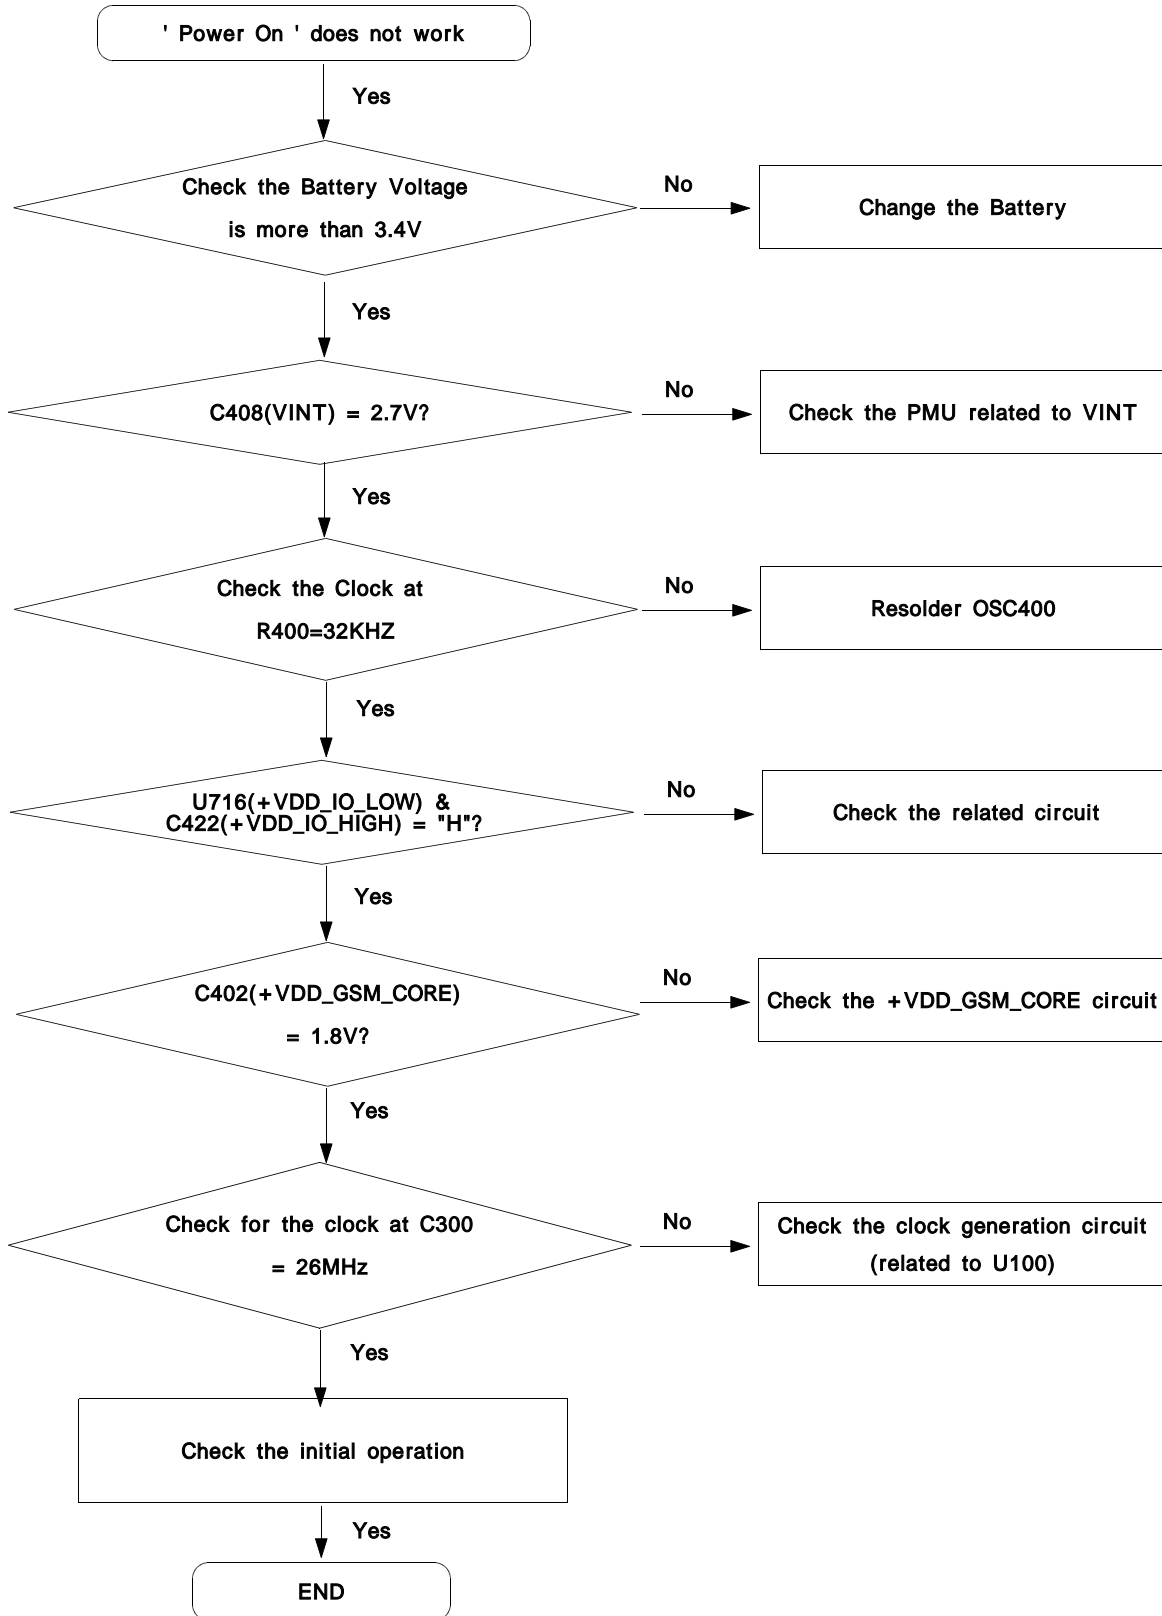 ' Power On ' does not work
Yes
Check the Battery Voltage
is more than 3.4V
No
Change the Battery
Yes
C408(VINT) = 2.7V?
No
Check the PMU related to VINT
Yes
Check the Clock at
R400=32KHZ
No
Resolder OSC400
Yes
U716(+VDD_IO_LOW) &
C422(+VDD_IO_HIGH) = "H"?
No
Check the related circuit
Yes
C402(+VDD_GSM_CORE)
= 1.8V?
No
Check the +VDD_GSM_CORE circuit
Yes
Check for the clock at C300
= 26MHz
No
Check the clock generation circuit
(related to U100)
Yes
Check the initial operation
Yes
END